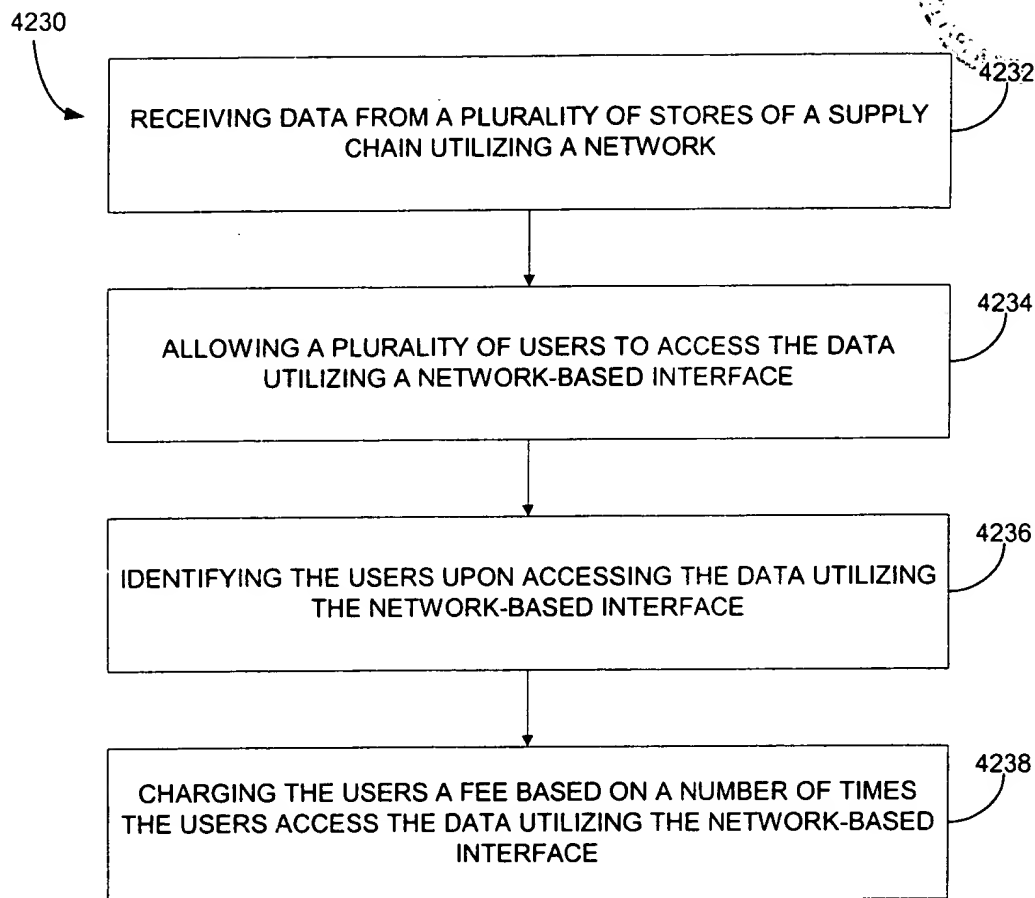 4230
4232
RECEIVING DATA FROM A PLURALITY OF STORES OF A SUPPLY
CHAIN UTILIZING A NETWORK
4234
ALLOWING A PLURALITY OF USERS TO ACCESS THE DATA
UTILIZING A NETWORK-BASED INTERFACE
4236
IDENTIFYING THE USERS UPON ACCESSING THE DATA UTILIZING
THE NETWORK-BASED INTERFACE
4238
CHARGING THE USERS A FEE BASED ON A NUMBER OF TIMES
THE USERS ACCESS THE DATA UTILIZING THE NETWORK-BASED
INTERFACE